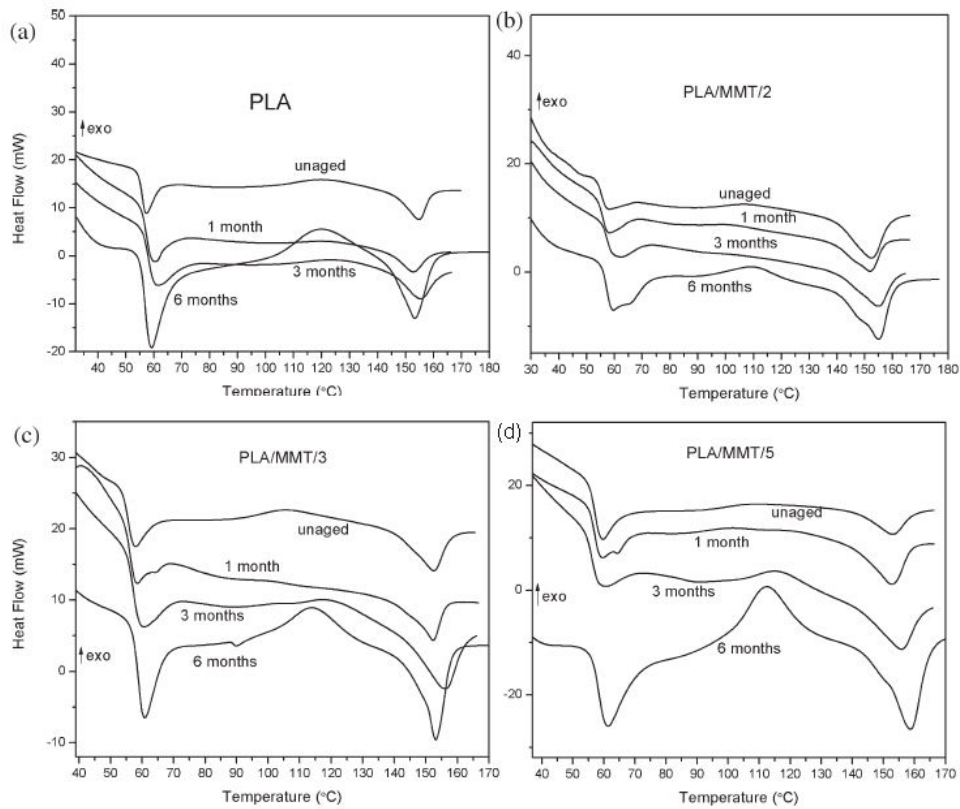 (a)
50
40
30
20
10
0
-10
-20
Heat Flow (mW)
PLA
↑exo
unaged
1 month
3 months
6 months
40 50 60 70 80 90 100 110 120 130 140 150 160 170 180
Temperature (°C)
(b)
40
20
0
PLA/MMT/2
↑exo
unaged
1 month
3 months
6 months
30 40 50 60 70 80 90 100 110 120 130 140 150 160 170 180
Temperature (°C)
(c)
30
20
10
0
-10
Heat Flow (mW)
PLA/MMT/3
unaged
1 month
3 months
↑exo
6 months
40 50 60 70 80 90 100 110 120 130 140 150 160 170
Temperature (°C)
(d)
20
0
-20
PLA/MMT/5
unaged
1 month
↑exo
3 months
6 months
40 50 60 70 80 90 100 110 120 130 140 150 160 170
Temperature (°C)